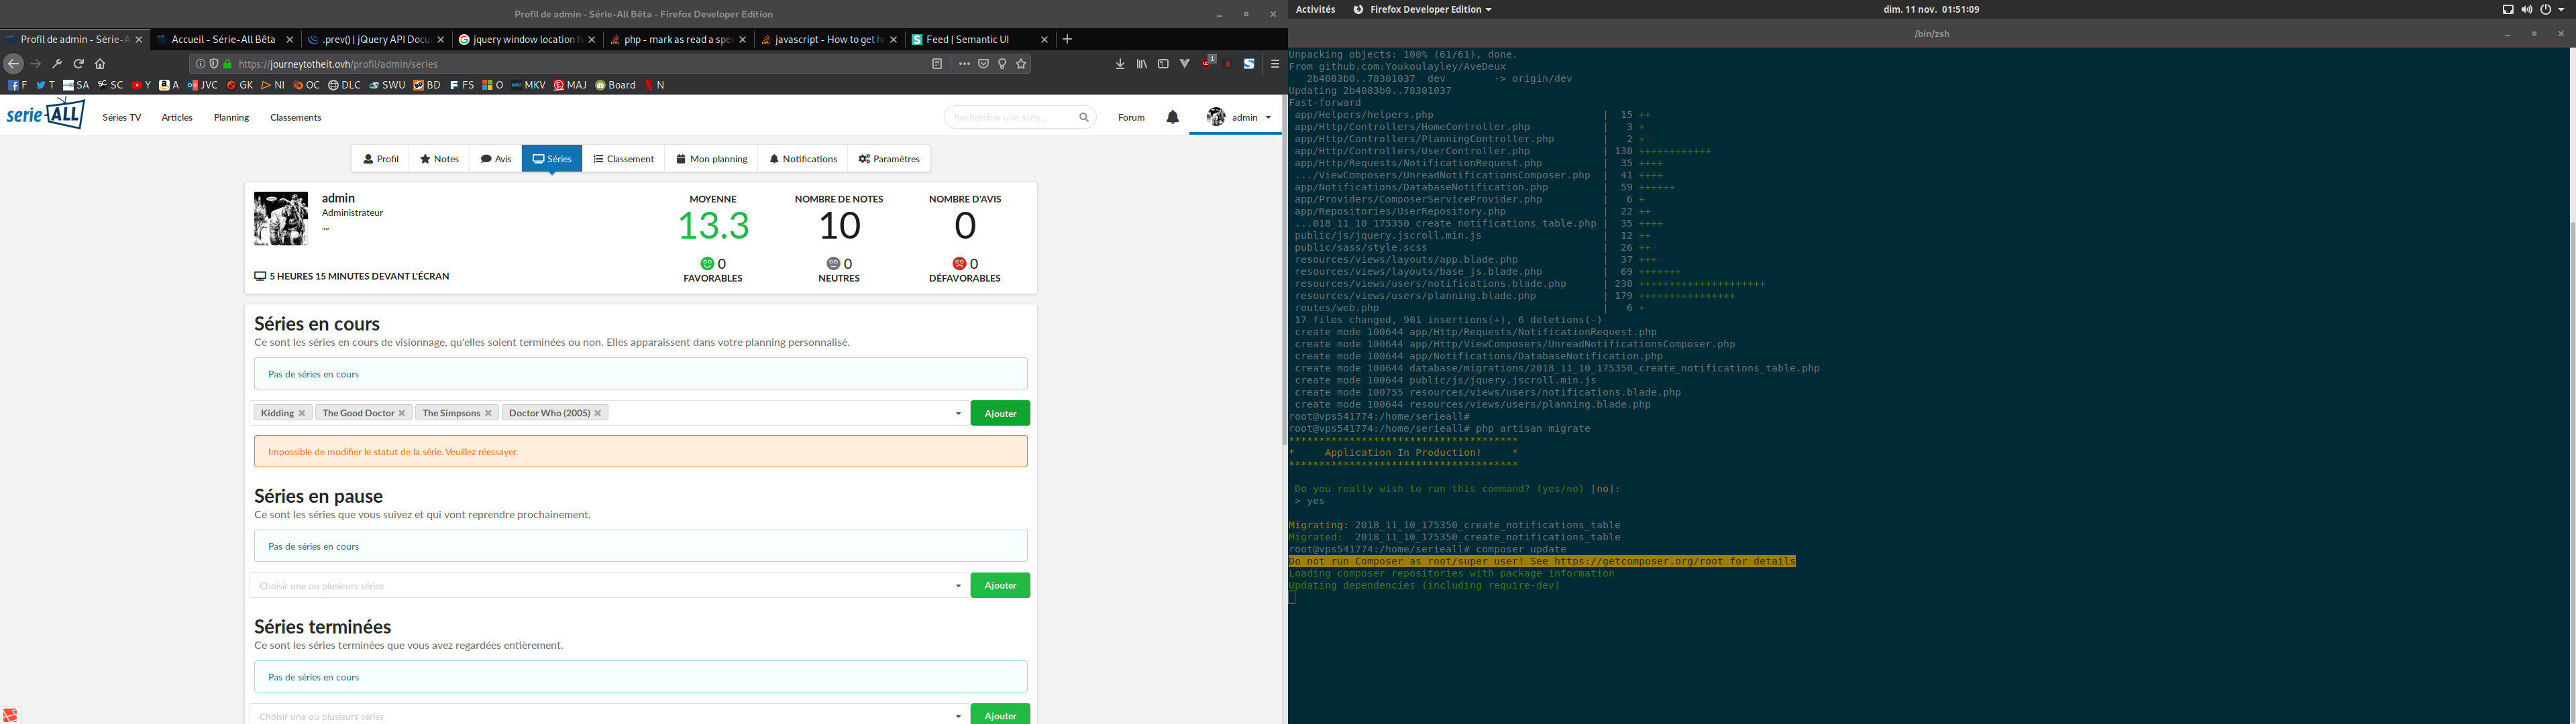 Profil de admin - Série-All Bêta - Firefox Developer Edition
Profil de admin - Série-A
Accueil - Série-All Bêta
.prev() | jQuery API Docu
jquery window location h
php - mark as read a spe
javascript - How to get h
Feed | Semantic UI
https://journeytotheit.ovh/profil/admin/series
F T SA SC Y A JVC GK NI OC DLC SWU BD FS O MKV MAJ Board N
serie ALL
Séries TV Articles Planning Classements
Rechercher une série...
Forum
admin
Profil Notes Avis Séries Classement Mon planning Notifications Paramètres
admin
Administrateur
""
5 HEURES 15 MINUTES DEVANT L'ÉCRAN
MOYENNE
13.3
NOMBRE DE NOTES
10
NOMBRE D'AVIS
0
0
FAVORABLES
0
NEUTRES
0
DÉFAVORABLES
Séries en cours
Ce sont les séries en cours de visionnage, qu'elles soient terminées ou non. Elles apparaissent dans votre planning personnalisé.
Pas de séries en cours
Kidding The Good Doctor The Simpsons Doctor Who (2005)
Ajouter
Impossible de modifier le statut de la série. Veuillez réessayer.
Séries en pause
Ce sont les séries que vous suivez et qui vont reprendre prochainement.
Pas de séries en cours
Choisir une ou plusieurs séries
Ajouter
Séries terminées
Ce sont les séries terminées que vous avez regardées entièrement.
Pas de séries en cours
Choisir une ou plusieurs séries
Ajouter
Activités Firefox Developer Edition
dim. 11 nov. 01:51:09
/bin/zsh
Unpacking objects: 100% (61/61), done.
From github.com:Youkoulayley/AveDeux
2b4083b0..78301037 dev -> origin/dev
Updating 2b4083b0..78301037
Fast-forward
app/Helpers/helpers.php | 15 ++
app/Http/Controllers/HomeController.php | 3 +
app/Http/Controllers/PlanningController.php | 2 +
app/Http/Controllers/UserController.php | 130 ++++++++++++
app/Http/Requests/NotificationRequest.php | 35 ++++
.../ViewComposers/UnreadNotificationsComposer.php | 41 ++++
app/Notifications/DatabaseNotification.php | 59 ++++++
app/Providers/ComposerServiceProvider.php | 6 +
app/Repositories/UserRepository.php | 22 ++
...018_11_10_175350_create_notifications_table.php | 35 ++++
public/js/jquery.jscroll.min.js | 12 ++
public/sass/style.scss | 26 ++
resources/views/layouts/app.blade.php | 37 +++
resources/views/layouts/base_js.blade.php | 69 +++++++
resources/views/users/notifications.blade.php | 230 +++++++++++++++++++++
resources/views/users/planning.blade.php | 179 ++++++++++++++++
routes/web.php | 6 +
17 files changed, 901 insertions(+), 6 deletions(-)
create mode 100644 app/Http/Requests/NotificationRequest.php
create mode 100644 app/Http/ViewComposers/UnreadNotificationsComposer.php
create mode 100644 app/Notifications/DatabaseNotification.php
create mode 100644 database/migrations/2018_11_10_175350_create_notifications_table.php
create mode 100644 public/js/jquery.jscroll.min.js
create mode 100755 resources/views/users/notifications.blade.php
create mode 100644 resources/views/users/planning.blade.php
root@vps541774:/home/serieall#
root@vps541774:/home/serieall# php artisan migrate
**************************************
* Application In Production! *
**************************************
Do you really wish to run this command? (yes/no) [no]:
> yes
Migrating: 2018_11_10_175350_create_notifications_table
Migrated: 2018_11_10_175350_create_notifications_table
root@vps541774:/home/serieall# composer update
Do not run Composer as root/super user! See https://getcomposer.org/root for details
Loading composer repositories with package information
Updating dependencies (including require-dev)